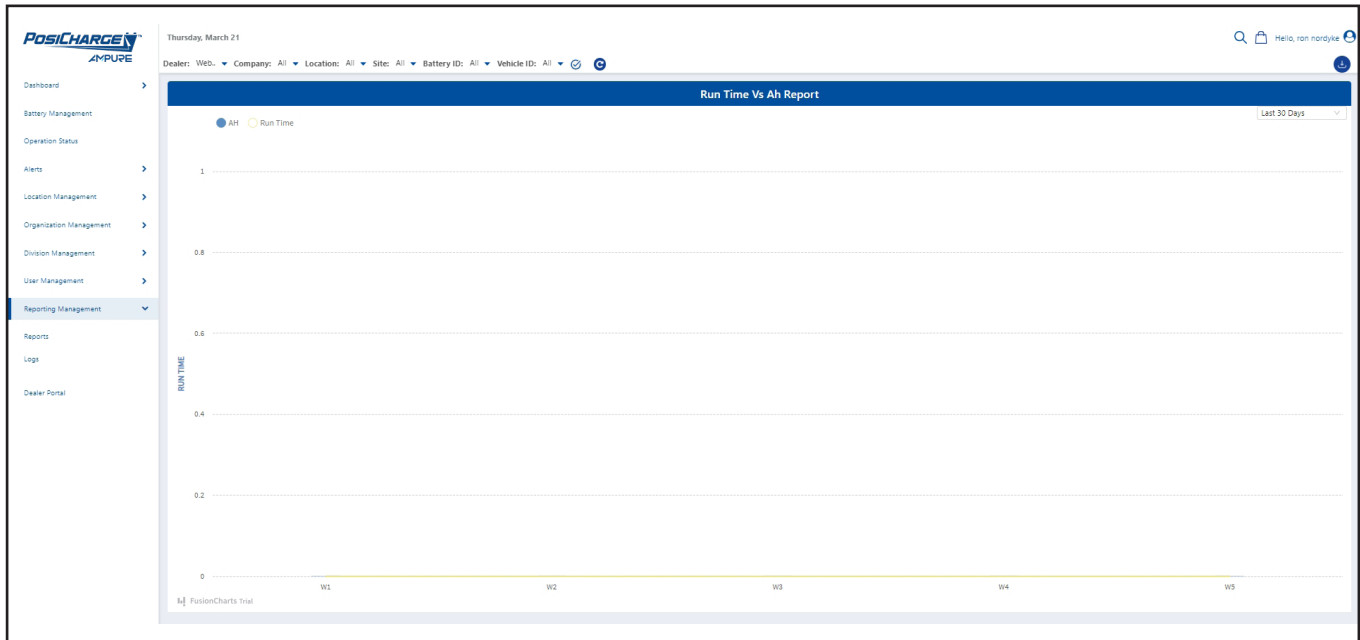 POSICHARGE™
AMPURE
Thursday, March 21
Hello, ron nordyke
Dealer: Web.. Company: All Location: All Site: All Battery ID: All Vehicle ID: All
Dashboard
Battery Management
Operation Status
Alerts
Location Management
Organization Management
Division Management
User Management
Reporting Management
Reports
Logs
Dealer Portal
Run Time Vs Ah Report
Last 30 Days
AH Run Time
1
0.8
0.6
0.4
0.2
0
RUN TIME
W1 W2 W3 W4 W5
FusionCharts Trial